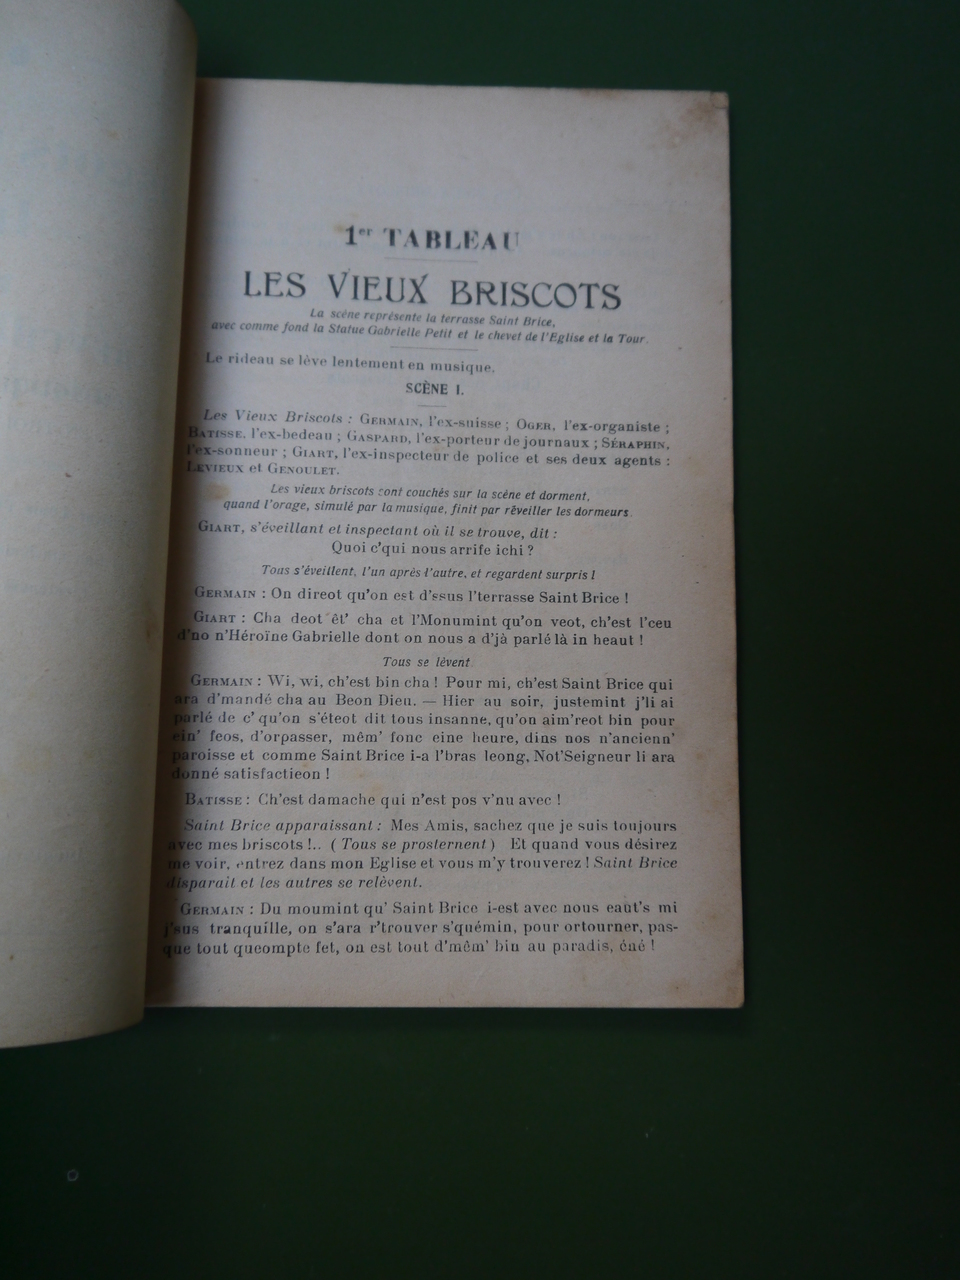 1er TABLEAU
LES VIEUX BRISCOTS
La scène représente la terrasse Saint Brice,
avec comme fond la Statue Gabrielle Petit et le chevet de l'Eglise et la Tour.
Le rideau se lève lentement en musique.
SCÈNE I.
Les Vieux Briscots : GERMAIN, l'ex-suisse ; OGER, l'ex-organiste ;
BATISSE, l'ex-bedeau ; GASPARD, l'ex-porteur de journaux ; SÉRAPHIN,
l'ex-sonneur ; GIART, l'ex-inspecteur de police et ses deux agents :
LEVIEUX et GENOULET.
Les vieux briscots sont couchés sur la scène et dorment,
quand l'orage, simulé par la musique, finit par réveiller les dormeurs.
GIART, s'éveillant et inspectant où il se trouve, dit :
Quoi c'qui nous arrife ichi ?
Tous s'éveillent, l'un après l'autre, et regardent surpris !
GERMAIN : On direot qu'on est d'ssus l'terrasse Saint Brice !
GIART : Cha deot êt' cha et l'Monumint qu'on veot, ch'est l'ceu
d'no n'Héroïne Gabrielle dont on nous a d'jà parlé là in heaut !
Tous se lèvent
GERMAIN : Wi, wi, ch'est bin cha ! Pour mi, ch'est Saint Brice qui
ara d'mandé cha au Beon Dieu. — Hier au soir, justemint j'li ai
parlé de c' qu'on s'éteot dit tous insanne, qu'on aim'reot bin pour
ein' feos, d'orpasser, mêm' fonc eine heure, dins nos n'ancienn'
paroisse et comme Saint Brice i-a l'bras leong, Not'Seigneur li ara
donné satisfactieon !
BATISSE : Ch'est damache qui n'est pos v'nu avec !
Saint Brice apparaissant : Mes Amis, sachez que je suis toujours
avec mes briscots !.. ( Tous se prosternent ) Et quand vous désirez
me voir, entrez dans mon Eglise et vous m'y trouverez ! Saint Brice
disparait et les autres se relèvent.
GERMAIN : Du moumint qu' Saint Brice i-est avec nous eaut's mi
j'sus tranquille, on s'ara r'trouver s'quémin, pour ortourner, pas-
que tout queompte fet, on est tout d'mêm' bin au paradis, éné !